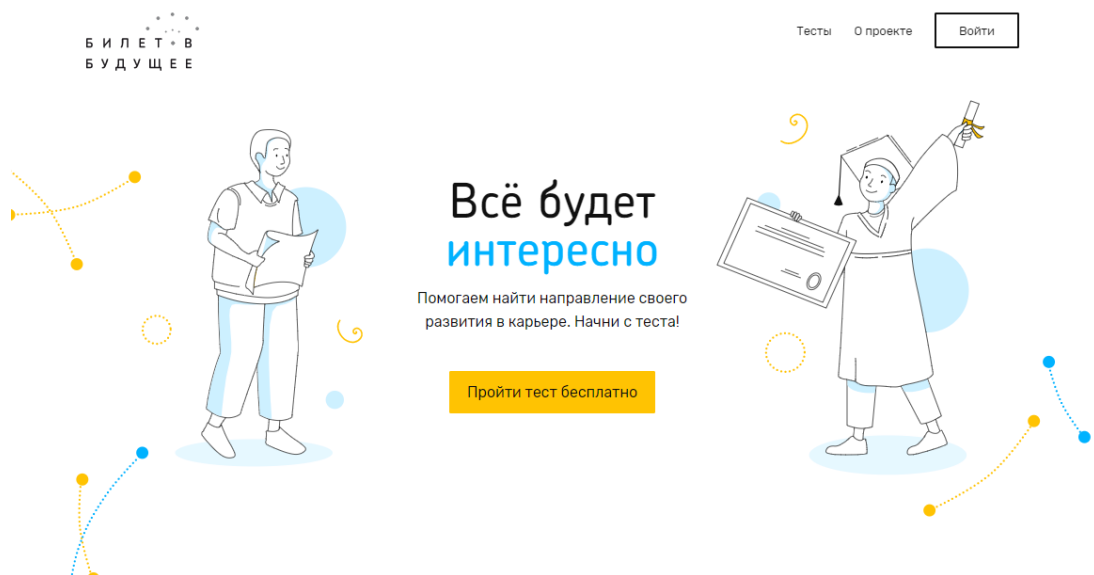 БИЛЕТ В
БУДУЩЕЕ
Тесты
О проекте
Войти
Всё будет
интересно
Помогаем найти направление своего
развития в карьере. Начни с теста!
Пройти тест бесплатно